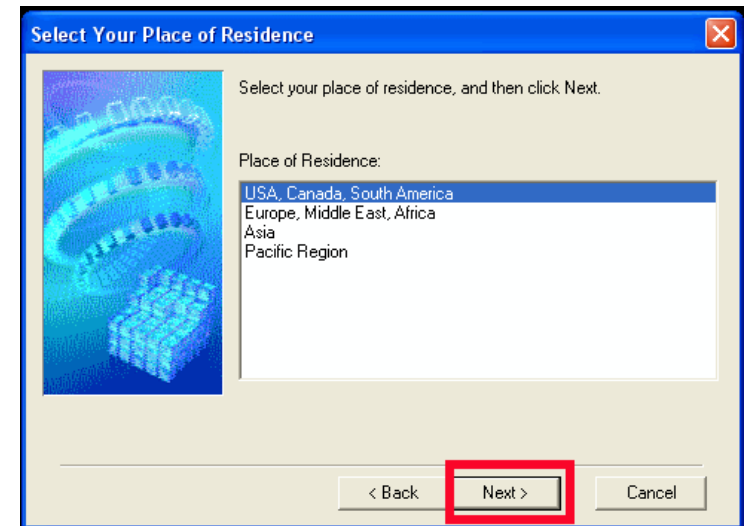 Select Your Place of Residence
Select your place of residence, and then click Next.
Place of Residence:
USA, Canada, South America
Europe, Middle East, Africa
Asia
Pacific Region
< Back Next > Cancel